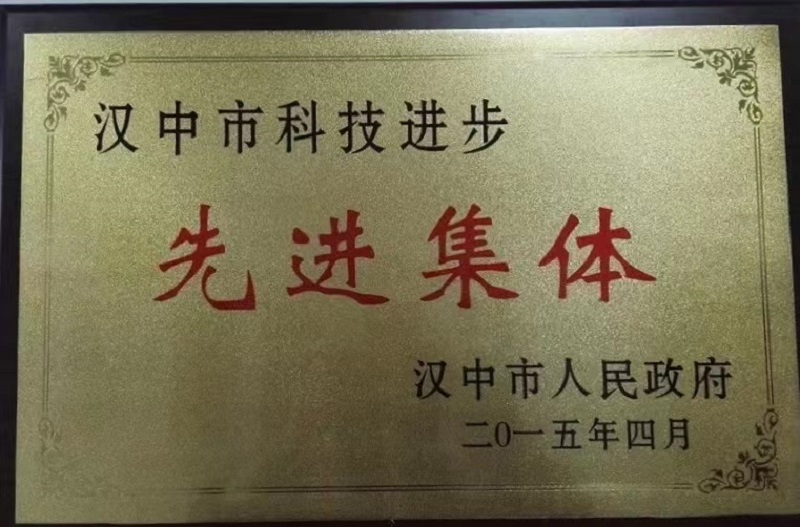 汉中市科技进步
先进集体
汉中市人民政府
二0一五年四月